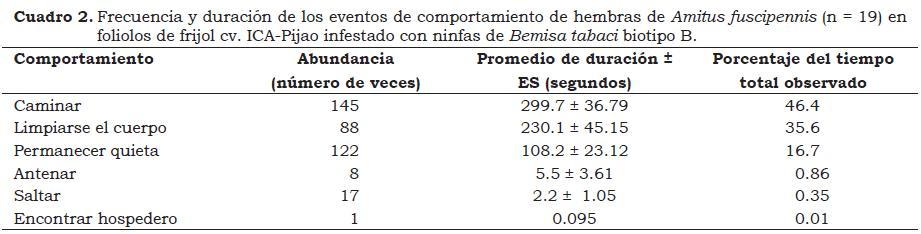 Cuadro 2. Frecuencia y duración de los eventos de comportamiento de hembras de Amitus fuscipennis (n = 19) en
foliolos de frijol cv. ICA-Pijao infestado con ninfas de Bemisa tabaci biotipo B.
Comportamiento Abundancia Promedio de duración ± Porcentaje del tiempo
(número de veces) ES (segundos) total observado
Caminar 145 299.7 ± 36.79 46.4
Limpiarse el cuerpo 88 230.1 ± 45.15 35.6
Permanecer quieta 122 108.2 ± 23.12 16.7
Antenar 8 5.5 ± 3.61 0.86
Saltar 17 2.2 ± 1.05 0.35
Encontrar hospedero 1 0.095 0.01